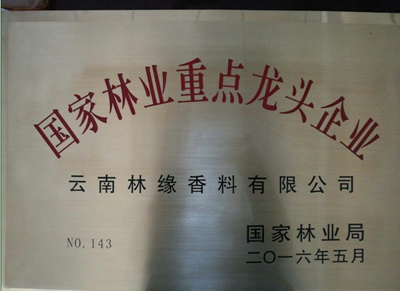 国家林业重点龙头企业
云南林缘香料有限公司
NO. 143
国家林业局
二〇一六年五月